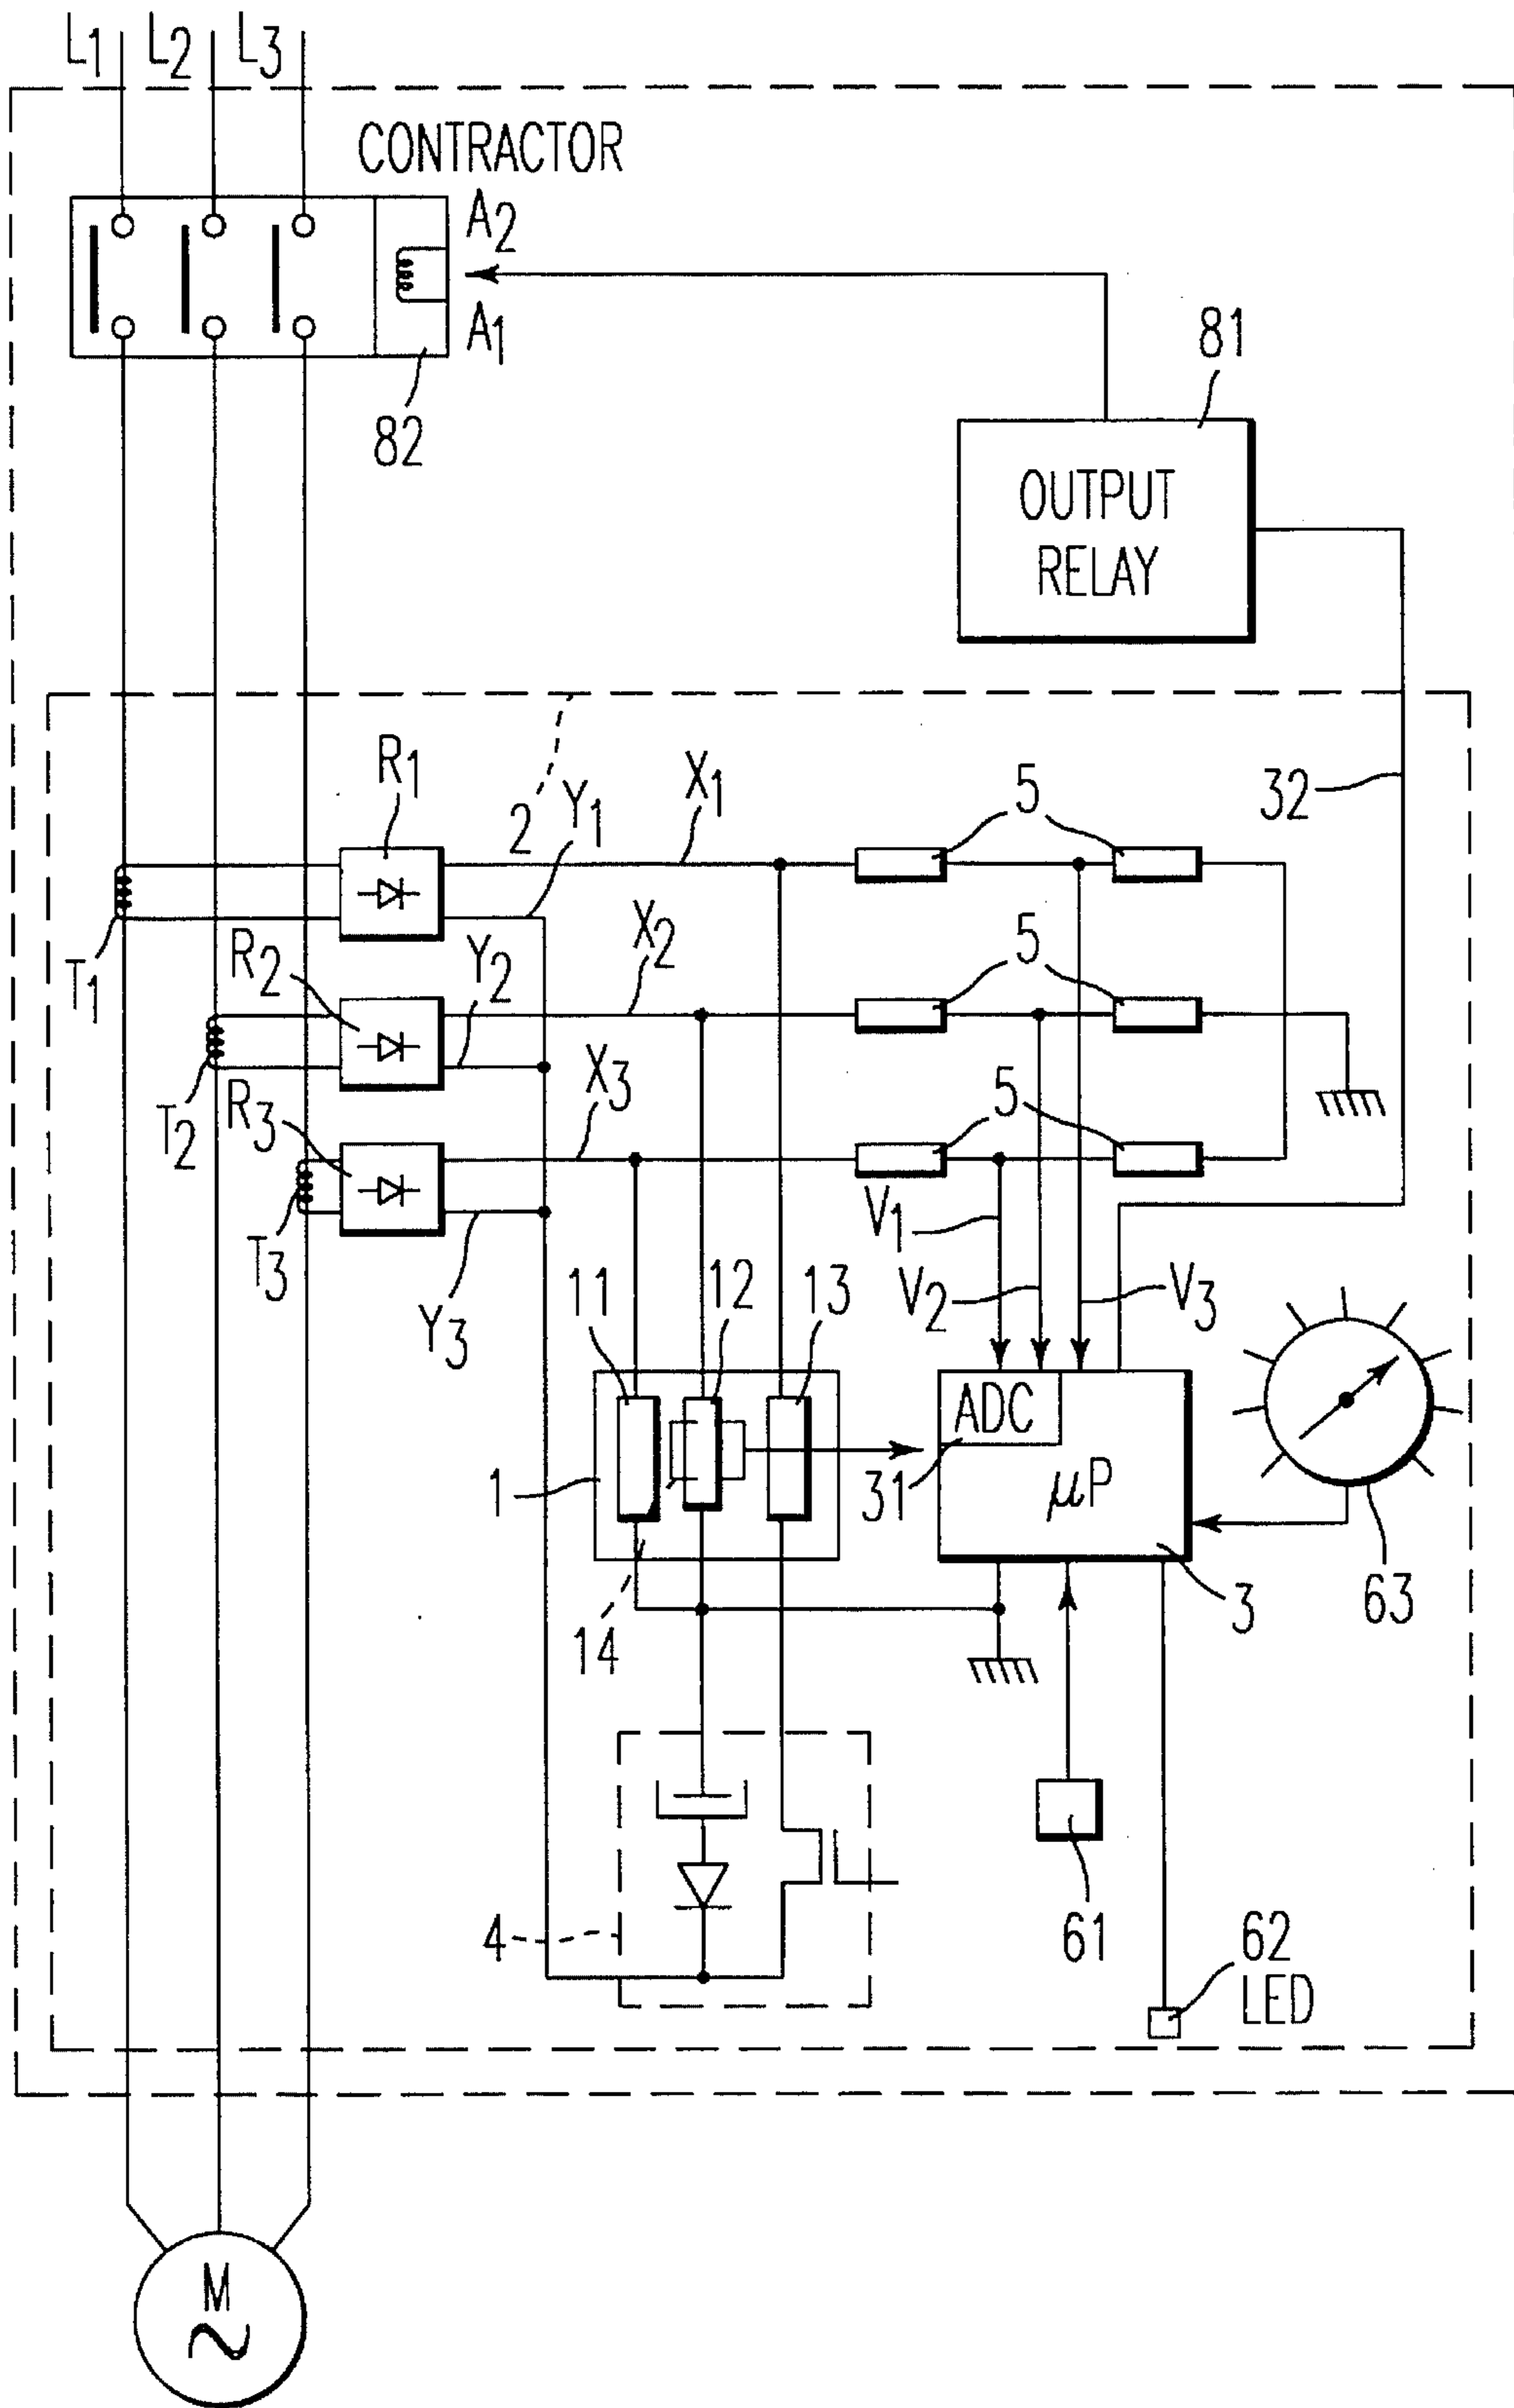 L1 L2 L3
CONTRACTOR
A2
A1
82
81
OUTPUT
RELAY
32
R1
2
Y1
X1
5
T1
R2
Y2
X2
5
T2
R3
X3
5
T3
Y3
V1
V2
V3
11
12
13
ADC
31
μP
1
3
63
14
4
61
62
LED
M